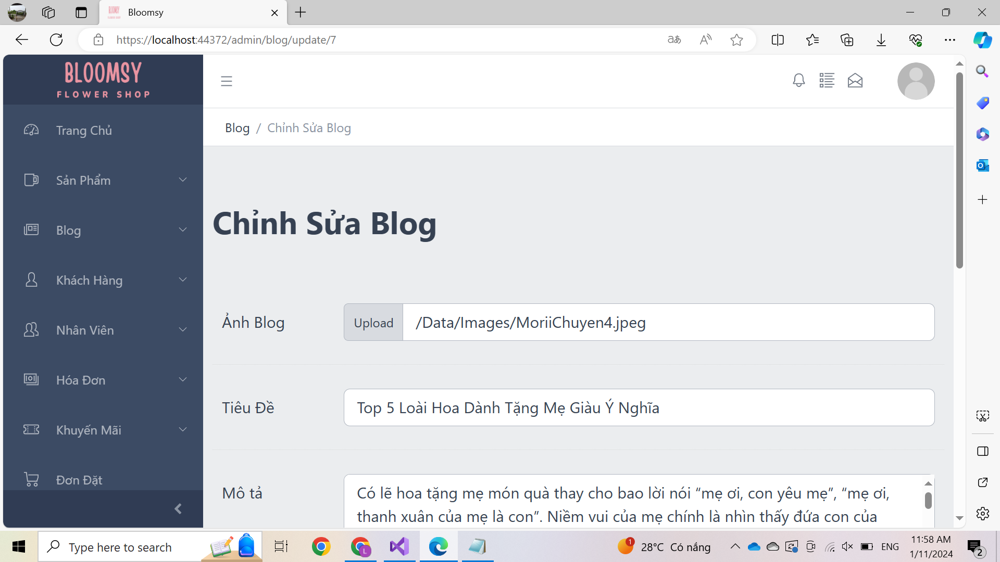 Bloomsy
https://localhost:44372/admin/blog/update/7
BLOOMSY
FLOWER SHOP
Trang Chủ
Sản Phẩm
Blog
Khách Hàng
Nhân Viên
Hóa Đơn
Khuyến Mãi
Đơn Đặt
Blog / Chỉnh Sửa Blog
Chỉnh Sửa Blog
Ảnh Blog
Upload
/Data/Images/MoriiChuyen4.jpeg
Tiêu Đề
Top 5 Loài Hoa Dành Tặng Mẹ Giàu Ý Nghĩa
Mô tả
Có lẽ hoa tặng mẹ món quà thay cho bao lời nói “mẹ ơi, con yêu mẹ”, “mẹ ơi,
thanh xuân của mẹ là con”. Niềm vui của mẹ chính là nhìn thấy đứa con của
Type here to search
1
28°C Có nắng
ENG
11:58 AM
1/11/2024
2